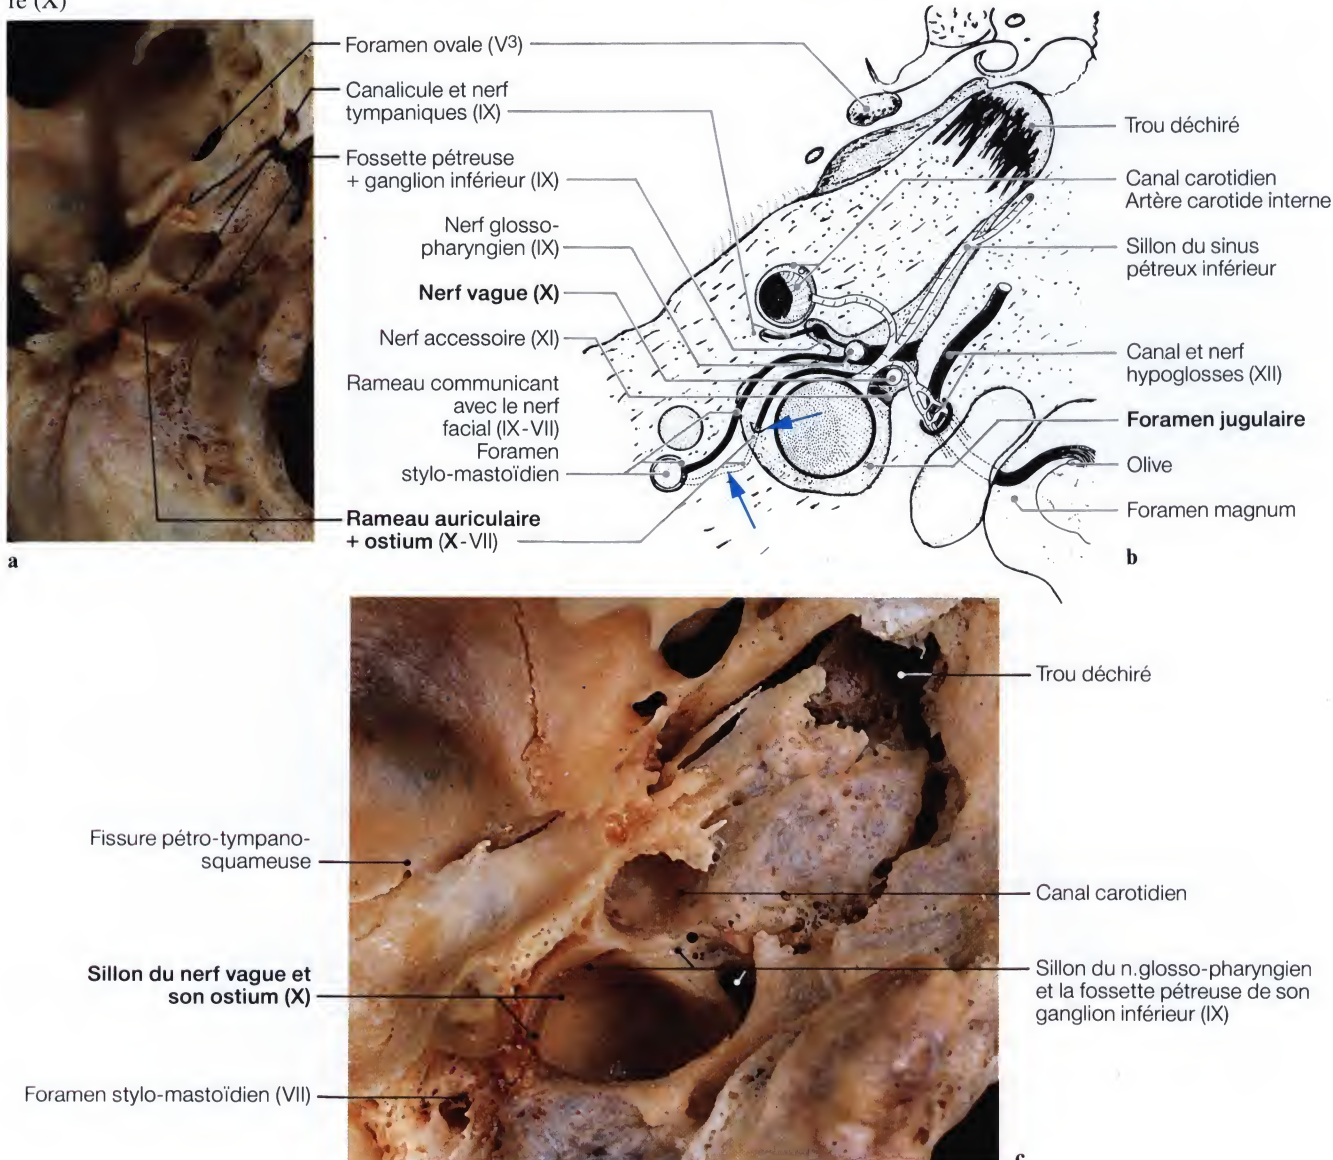 re (X)
Foramen ovale (V3)
Canalicule et nerf
tympaniques (IX)
Fossette pétreuse
+ ganglion inférieur (IX)
Nerf glosso-
pharyngien (IX)
Nerf vague (X)
Nerf accessoire (XI)
Rameau communicant
avec le nerf
facial (IX-VII)
Foramen
stylo-mastoïdien
Rameau auriculaire
+ ostium (X-VII)
a
Trou déchiré
Canal carotidien
Artère carotide interne
Sillon du sinus
pétreux inférieur
Canal et nerf
hypoglosses (XII)
Foramen jugulaire
Olive
Foramen magnum
b
Fissure pétro-tympano-
squameuse
Sillon du nerf vague et
son ostium (X)
Foramen stylo-mastoïdien (VII)
Trou déchiré
Canal carotidien
Sillon du n.glosso-pharyngien
et la fossette pétreuse de son
ganglion inférieur (IX)
c